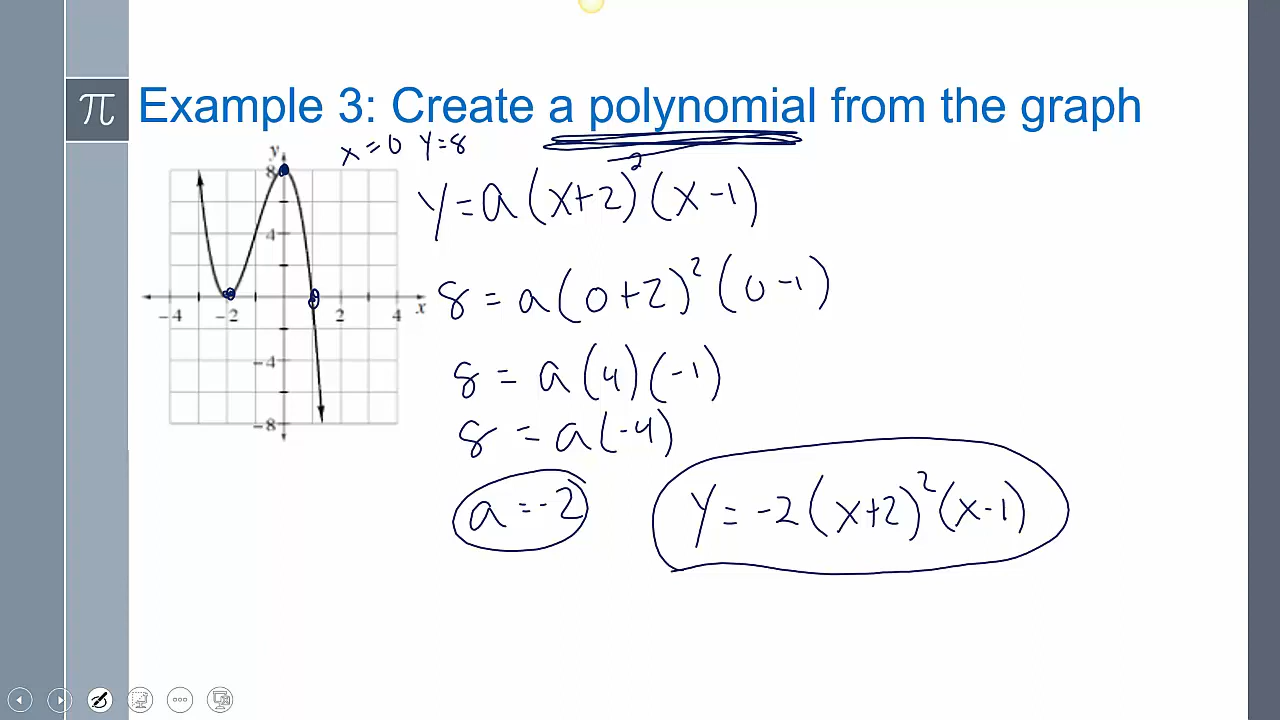 π Example 3: Create a polynomial from the graph
x = 0 y = 8
y
8
4
-4 -2 2 4 x
-4
-8
y = a(x+2)²(x-1)
8 = a(0+2)²(0-1)
8 = a(4)(-1)
8 = a(-4)
a = -2
y = -2(x+2)²(x-1)